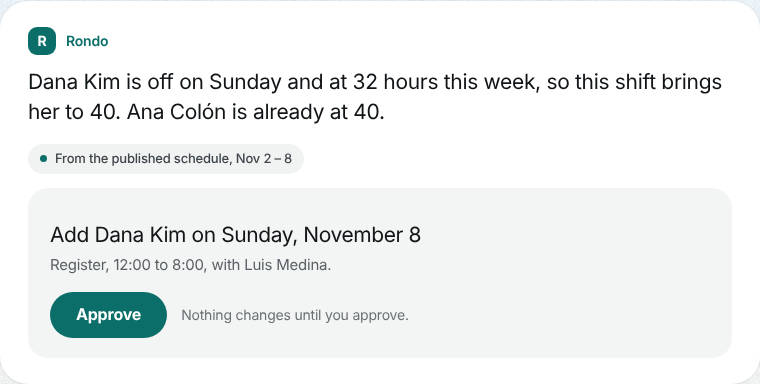 R Rondo
Dana Kim is off on Sunday and at 32 hours this week, so this shift brings
her to 40. Ana Colón is already at 40.
From the published schedule, Nov 2 – 8
Add Dana Kim on Sunday, November 8
Register, 12:00 to 8:00, with Luis Medina.
Approve Nothing changes until you approve.